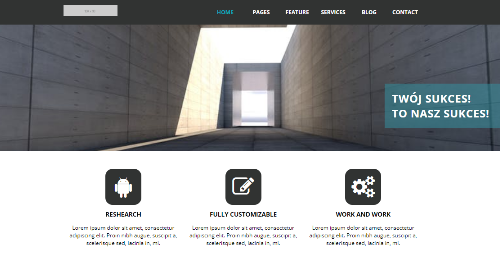 HOME PAGES FEATURE SERVICES BLOG CONTACT
TWÓJ SUKCES!
TO NASZ SUKCES!
RESHEARCH
Lorem ipsum dolor sit amet, consectetur
adipiscing elit. Proin nibh augue, suscipit a,
scelerisque sed, lacinia in, mi.
FULLY CUSTOMIZABLE
Lorem ipsum dolor sit amet, consectetur
adipiscing elit. Proin nibh augue, suscipit a,
scelerisque sed, lacinia in, mi.
WORK AND WORK
Lorem ipsum dolor sit amet, consectetur
adipiscing elit. Proin nibh augue, suscipit a,
scelerisque sed, lacinia in, mi.